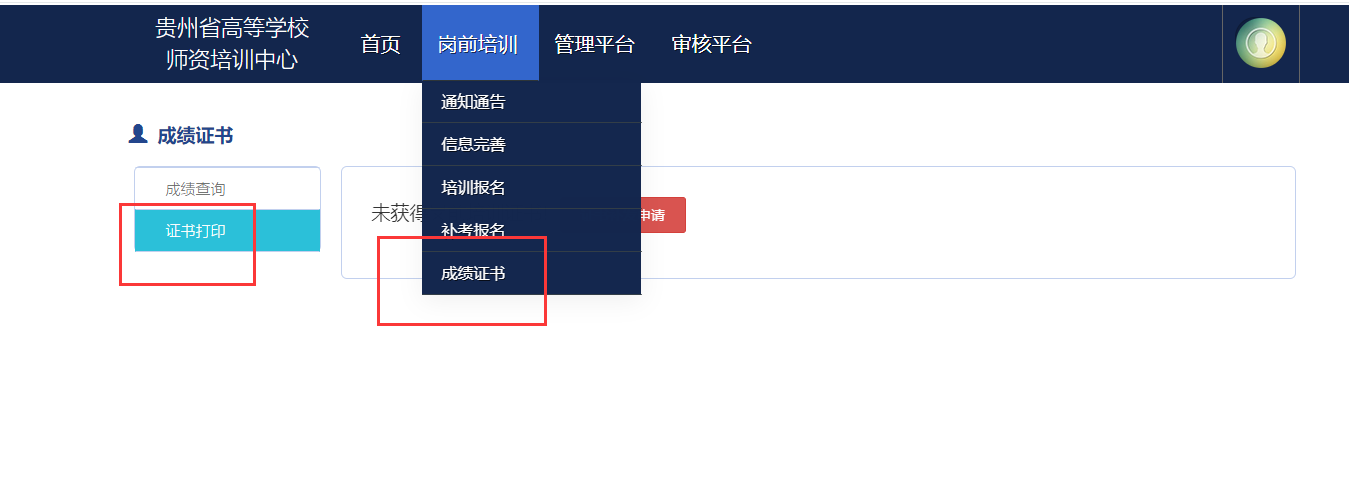 贵州省高等学校
师资培训中心
首页
岗前培训
管理平台
审核平台
通知通告
信息完善
培训报名
补考报名
成绩证书
成绩证书
成绩查询
证书打印
未获得
申请